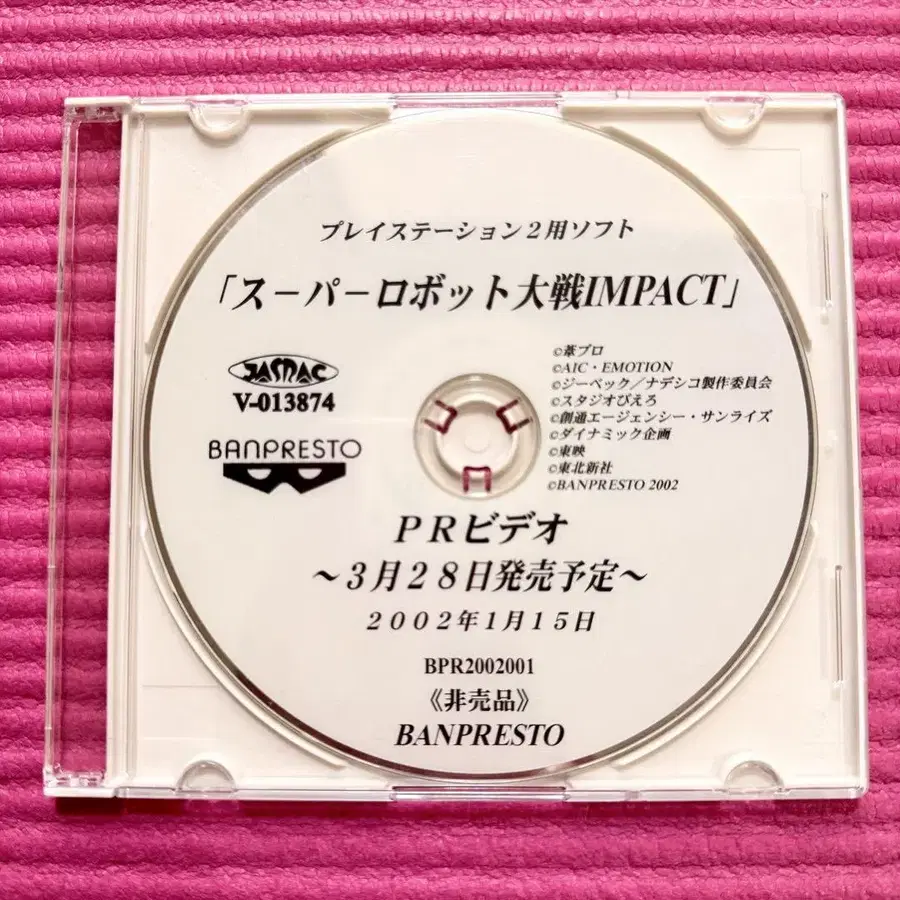 プレイステーション２用ソフト
「スーパーロボット大戦IMPACT」
JASRAC
V-013874
BANPRESTO
©葦プロ
©AIC・EMOTION
©ジーベック／ナデシコ製作委員会
©スタジオぴえろ
©創通エージェンシー・サンライズ
©ダイナミック企画
©東映
©東北新社
©BANPRESTO 2002
ＰＲビデオ
～３月２８日発売予定～
２００２年１月１５日
BPR2002001
《非売品》
BANPRESTO